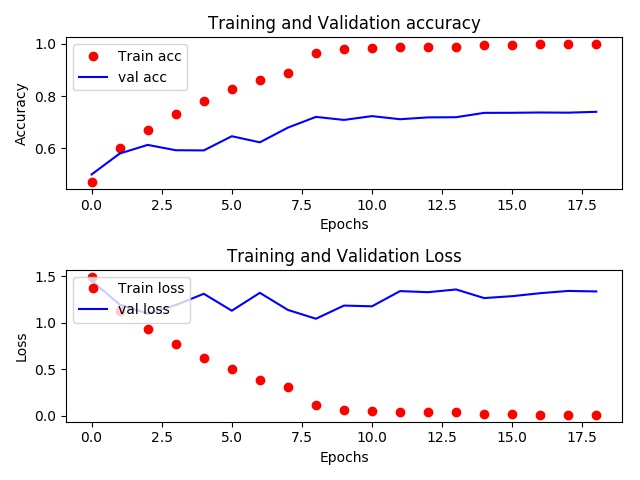 Training and Validation accuracy
1.0
0.8
0.6
Accuracy
Train acc
val acc
0.0 2.5 5.0 7.5 10.0 12.5 15.0 17.5
Epochs
Training and Validation Loss
1.5
1.0
0.5
0.0
Loss
Train loss
val loss
0.0 2.5 5.0 7.5 10.0 12.5 15.0 17.5
Epochs